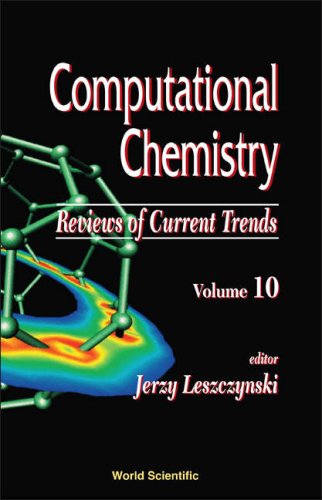 Computational
Chemistry
Reviews of Current Trends
Volume 10
editor
Jerzy Leszczynski
World Scientific